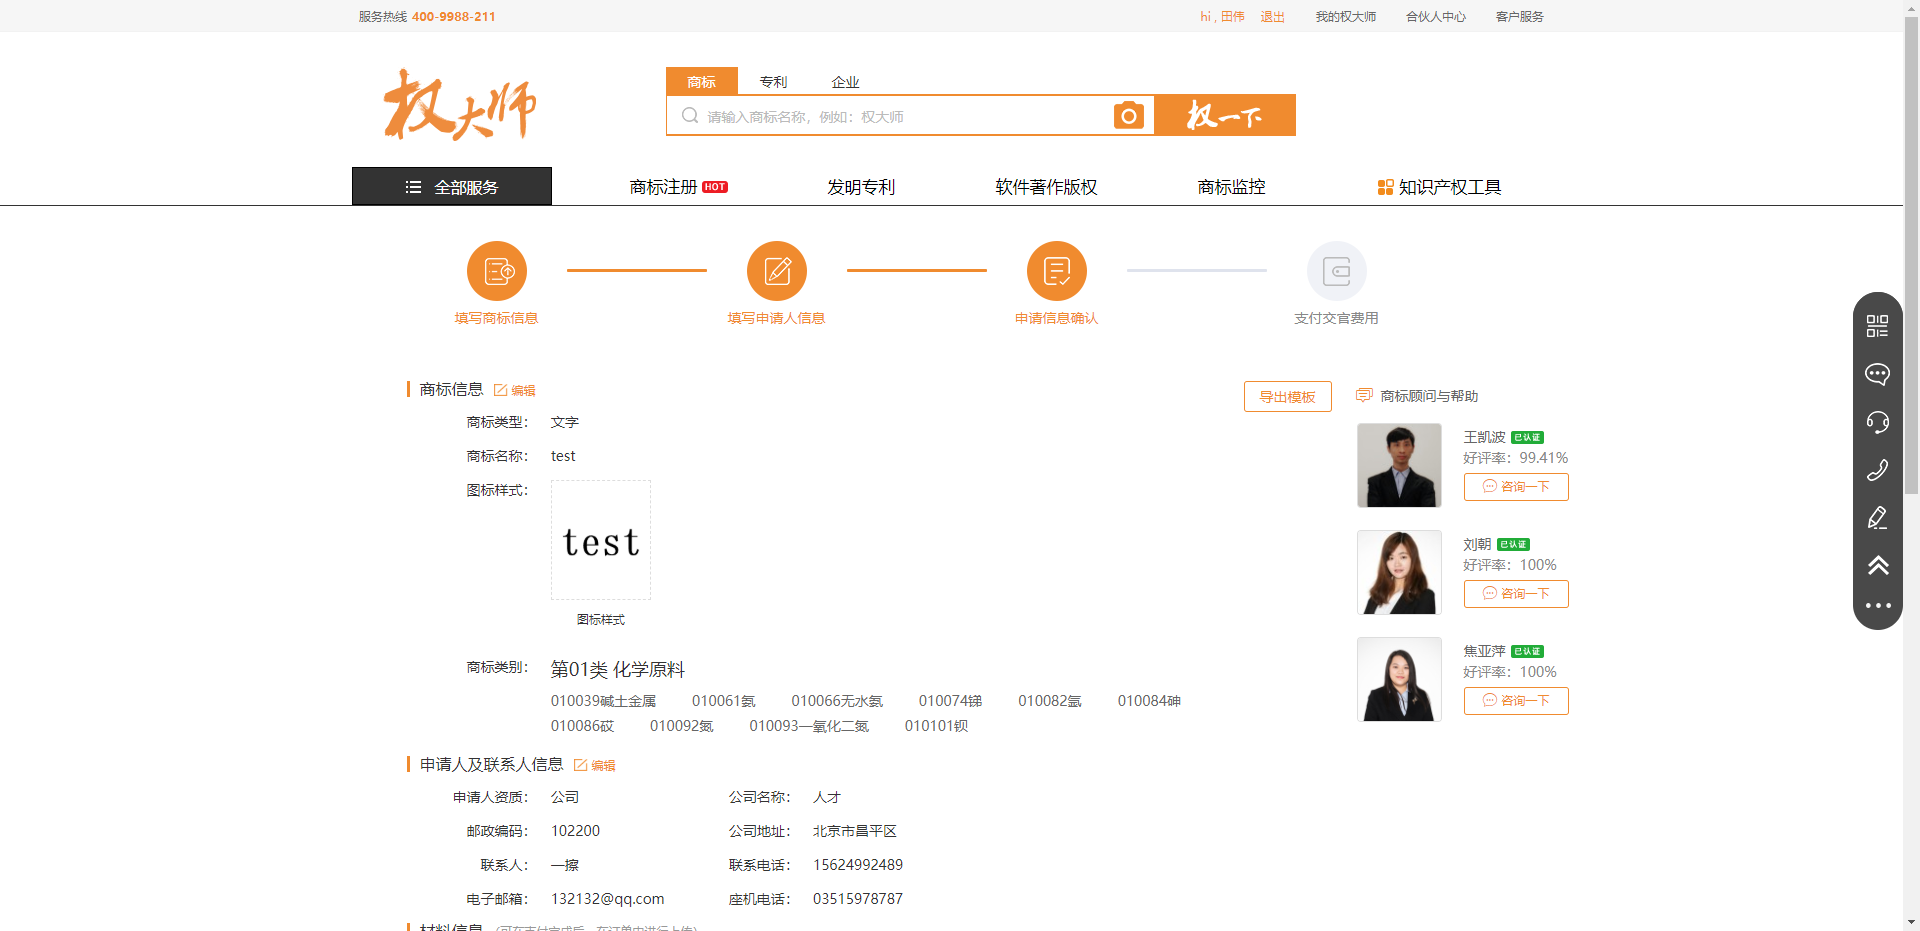 服务热线 400-9988-211
hi , 田伟 退出 我的权大师 合伙人中心 客户服务
权大师
商标 专利 企业
请输入商标名称，例如：权大师
权一下
全部服务 商标注册 HOT 发明专利 软件著作版权 商标监控 知识产权工具
填写商标信息 填写申请人信息 申请信息确认 支付交官费用
商标信息 编辑
导出模板
商标类型： 文字
商标名称： test
图标样式：
test
图标样式
商标类别： 第01类 化学原料
010039碱土金属 010061氨 010066无水氨 010074锑 010082氩 010084砷
010086砹 010092氮 010093一氧化二氮 010101钡
申请人及联系人信息 编辑
申请人资质： 公司 公司名称： 人才
邮政编码： 102200 公司地址： 北京市昌平区
联系人： 一擦 联系电话： 15624992489
电子邮箱： 132132@qq.com 座机电话： 03515978787
材料信息 (可在支付完成后，在订单中进行上传)
商标顾问与帮助
王凯波 已认证
好评率：99.41%
咨询一下
刘朝 已认证
好评率：100%
咨询一下
焦亚萍 已认证
好评率：100%
咨询一下